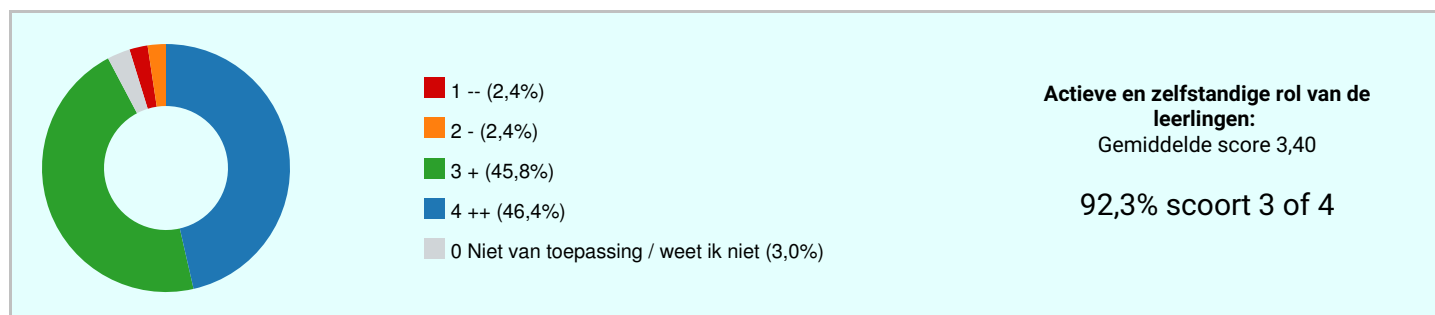 1 -- (2,4%)
2 - (2,4%)
3 + (45,8%)
4 ++ (46,4%)
0 Niet van toepassing / weet ik niet (3,0%)
Actieve en zelfstandige rol van de
leerlingen:
Gemiddelde score 3,40
92,3% scoort 3 of 4